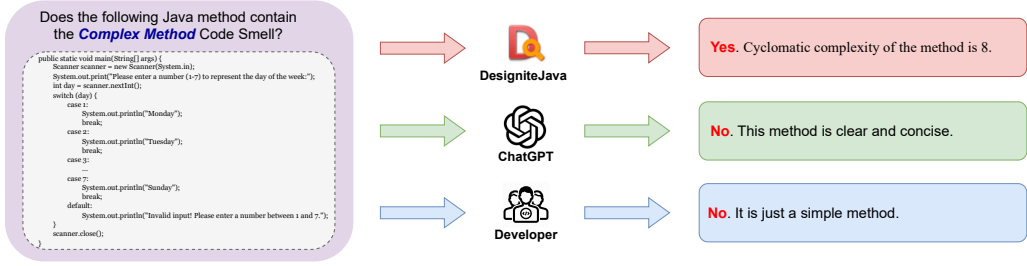 Does the following Java method contain
the Complex Method Code Smell?
public static void main(String[] args) {
Scanner scanner = new Scanner(System.in);
System.out.print("Please enter a number (1-7) to represent the day of the week:");
int day = scanner.nextInt();
switch (day) {
case 1:
System.out.println("Monday");
break;
case 2:
System.out.println("Tuesday");
break;
case 3:
...
case 7:
System.out.println("Sunday");
break;
default:
System.out.println("Invalid input! Please enter a number between 1 and 7.");
}
scanner.close();
}
DesigniteJava
Yes. Cyclomatic complexity of the method is 8.
ChatGPT
No. This method is clear and concise.
Developer
No. It is just a simple method.